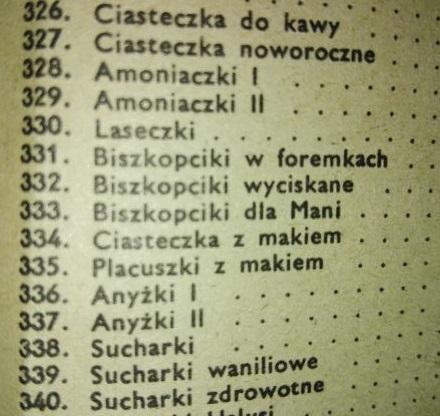 326. Ciasteczka do kawy
327. Ciasteczka noworoczne . .
328. Amoniaczki I . . . . . .
329. Amoniaczki II . . . . . .
330. Laseczki . . . . . . . .
331. Biszkopciki w foremkach . .
332. Biszkopciki wyciskane . . .
333. Biszkopciki dla Mani . . . .
334. Ciasteczka z makiem . . . .
335. Placuszki z makiem . . . .
336. Anyżki I . . . . . . . .
337. Anyżki II . . . . . . . .
338. Sucharki . . . . . . . .
339. Sucharki waniliowe . . . .
340. Sucharki zdrowotne . . . .